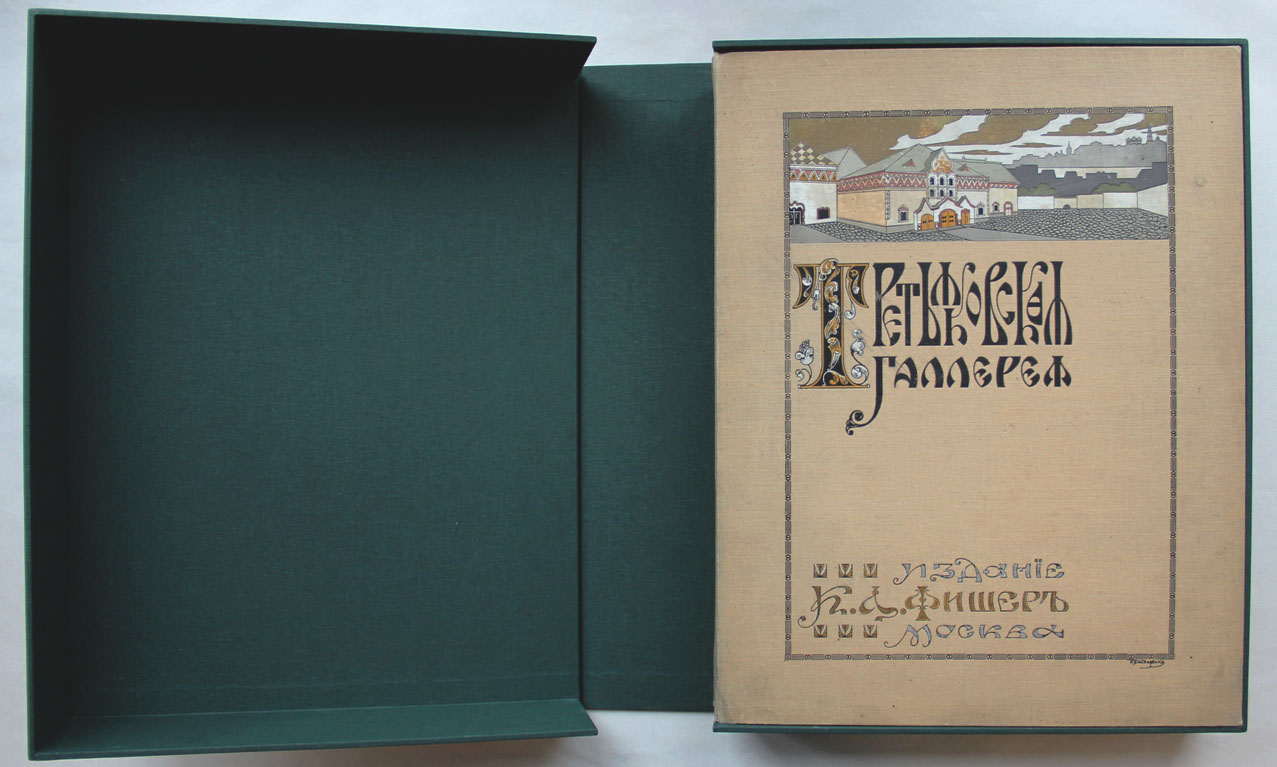 Третьяковская
Галлерея
Изданіе
К.А.Фишеръ
Москва